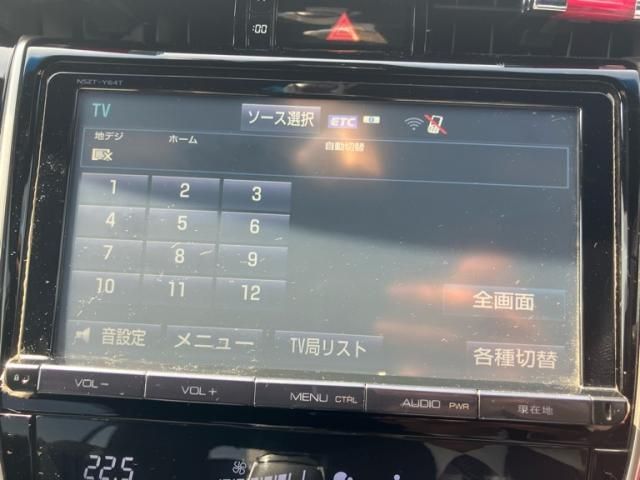 :00
NSZT-Y64T
TV ソース選択 ETC
地デジ ホーム 自動切替
1 2 3
4 5 6
7 8 9
10 11 12
全画面
音設定 メニュー TV局リスト 各種切替
VOL− VOL+ MENU CTRL AUDIO PWR 現在地
22.5